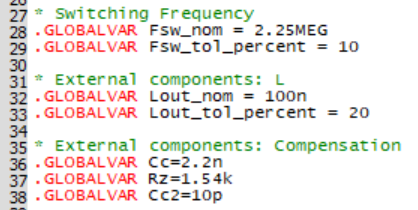 27 * Switching Frequency
28 .GLOBALVAR Fsw_nom = 2.25MEG
29 .GLOBALVAR Fsw_tol_percent = 10
30
31 * External components: L
32 .GLOBALVAR Lout_nom = 100n
33 .GLOBALVAR Lout_tol_percent = 20
34
35 * External components: Compensation
36 .GLOBALVAR Cc=2.2n
37 .GLOBALVAR Rz=1.54k
38 .GLOBALVAR Cc2=10p